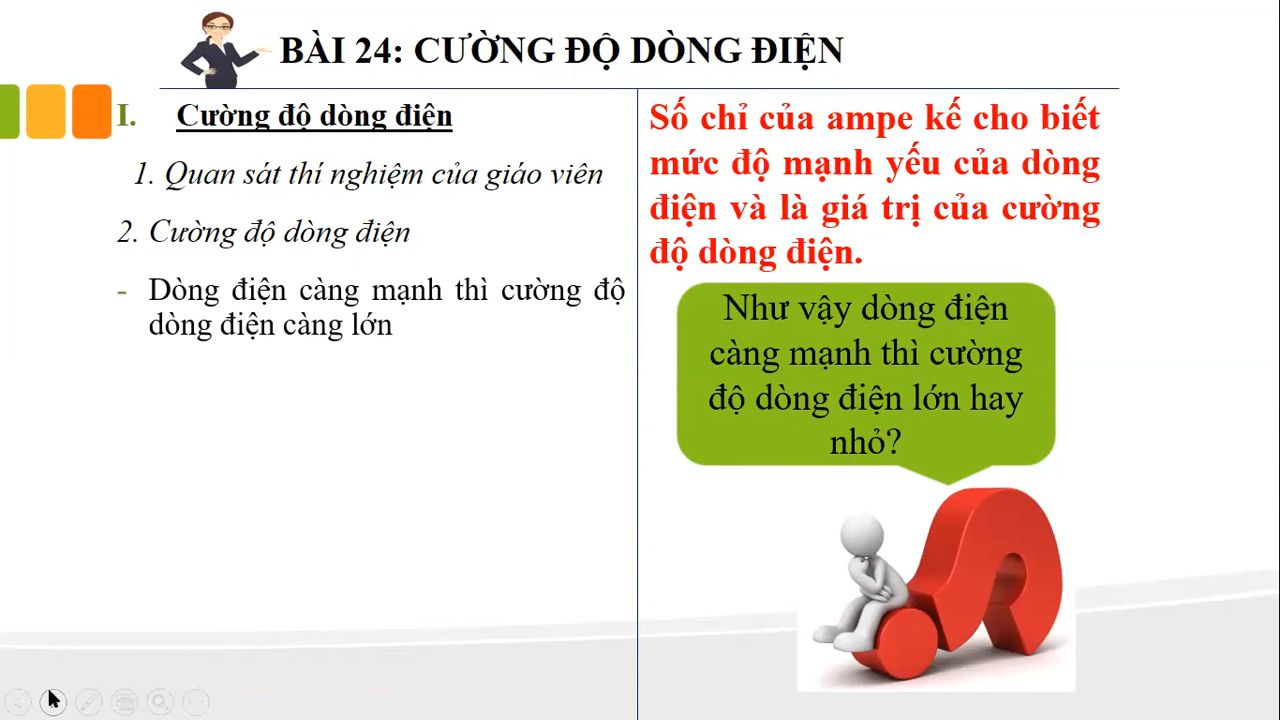 BÀI 24: CƯỜNG ĐỘ DÒNG ĐIỆN
I. Cường độ dòng điện
1. Quan sát thí nghiệm của giáo viên
2. Cường độ dòng điện
- Dòng điện càng mạnh thì cường độ
dòng điện càng lớn
Số chỉ của ampe kế cho biết
mức độ mạnh yếu của dòng
điện và là giá trị của cường
độ dòng điện.
Như vậy dòng điện
càng mạnh thì cường
độ dòng điện lớn hay
nhỏ?